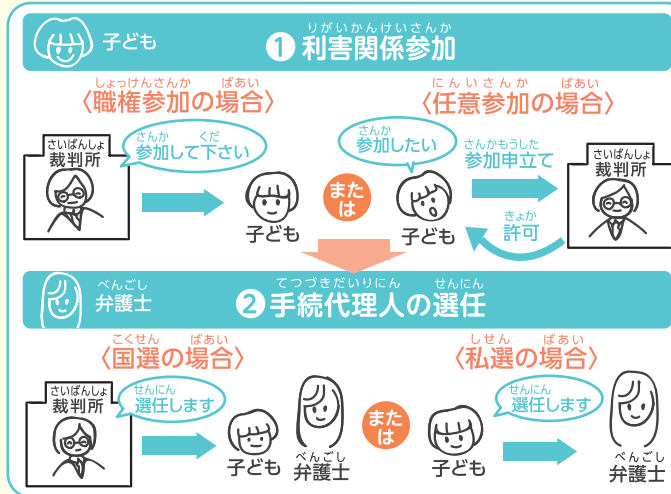 子ども
りがいかんけいさんか
❶利害関係参加
しょっけんさんか ばあい
〈職権参加の場合〉
にんいさんか ばあい
〈任意参加の場合〉
さいばんしょ
裁判所
さんか くだ
参加して下さい
子ども
または
さんか
参加したい
子ども
さんかもうした
参加申立て
きょか
許可
さいばんしょ
裁判所
べんごし
弁護士
てつづきだいりにん せんにん
❷手続代理人の選任
こくせん ばあい
〈国選の場合〉
しせん ばあい
〈私選の場合〉
さいばんしょ
裁判所
せんにん
選任します
子ども
べんごし
弁護士
または
子ども
せんにん
選任します
べんごし
弁護士